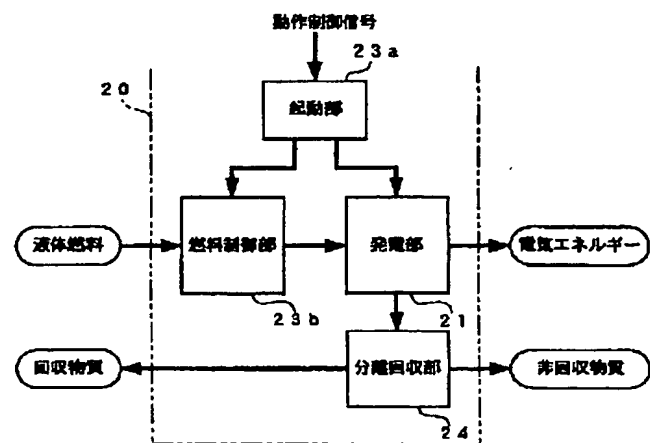 動作制御信号
23a
20
起動部
液体燃料
燃料制御部
発電部
電気エネルギー
23b
21
回収物質
分離回収部
非回収物質
24